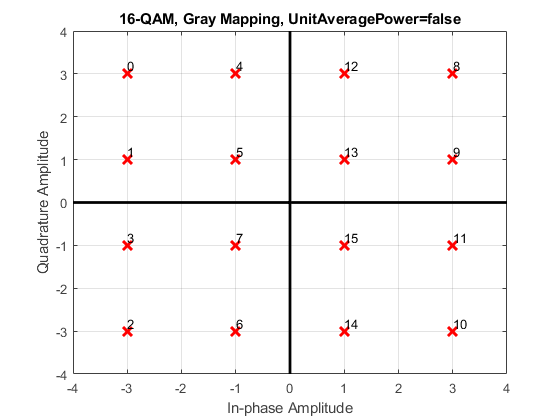 16-QAM, Gray Mapping, UnitAveragePower=false
4
0 4 12 8
3
2
1 5 13 9
1
0
3 7 15 11
-1
-2
2 6 14 10
-3
-4
-4 -3 -2 -1 0 1 2 3 4
In-phase Amplitude
Quadrature Amplitude